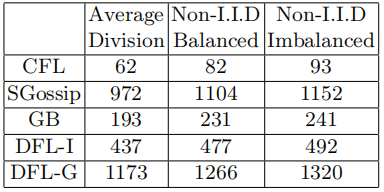 Average Non-I.I.D Non-I.I.D
Division Balanced Imbalanced
CFL 62 82 93
SGossip 972 1104 1152
GB 193 231 241
DFL-I 437 477 492
DFL-G 1173 1266 1320